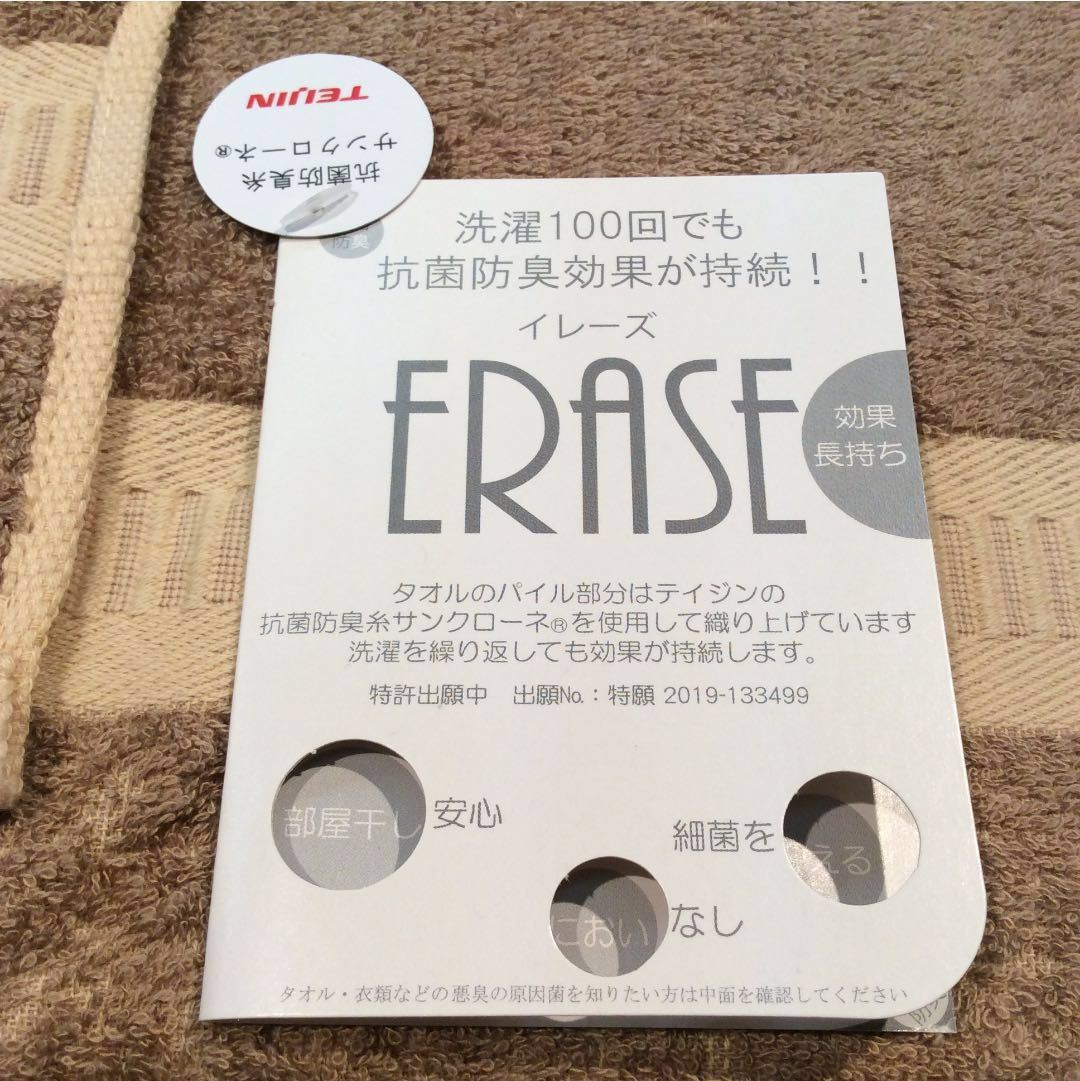 TEIJIN
サンクローネ®
抗菌防臭糸
防臭
洗濯100回でも
抗菌防臭効果が持続！！
イレーズ
ERASE
効果
長持ち
タオルのパイル部分はテイジンの
抗菌防臭糸サンクローネ®を使用して織り上げています
洗濯を繰り返しても効果が持続します。
特許出願中 出願No.：特願 2019-133499
部屋干し安心
細菌を
える
においなし
タオル・衣類などの悪臭の原因菌を知りたい方は中面を確認してください